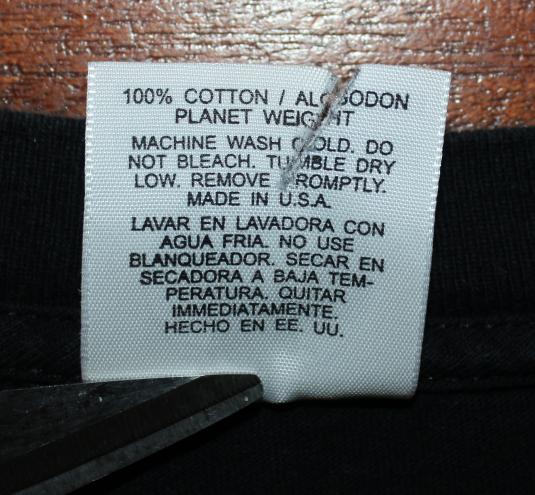 100% COTTON / ALGODON
PLANET WEIGHT
MACHINE WASH COLD. DO
NOT BLEACH. TUMBLE DRY
LOW. REMOVE PROMPTLY.
MADE IN U.S.A.
LAVAR EN LAVADORA CON
AGUA FRIA. NO USE
BLANQUEADOR. SECAR EN
SECADORA A BAJA TEM-
PERATURA. QUITAR
IMMEDIATAMENTE.
HECHO EN EE. UU.